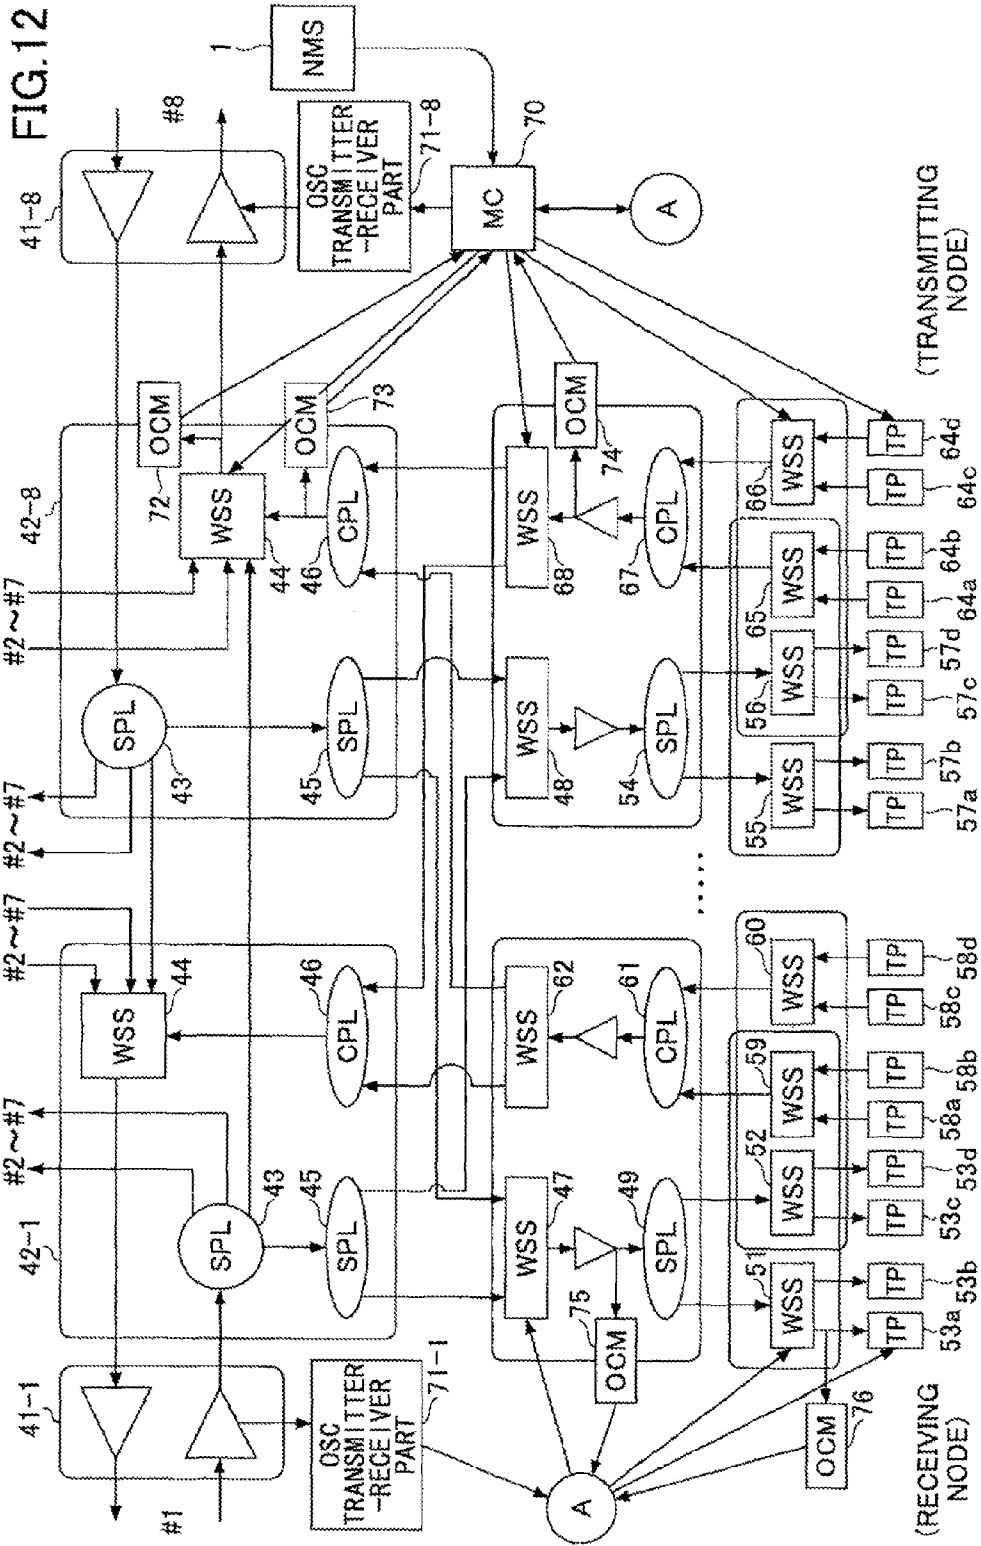 FIG.12
#1
41-1
OSC
TRANSMITTER
-RECEIVER
PART
71-1
42-1
#2~#7
#2~#7
#2~#7
#2~#7
SPL
43
SPL
45
WSS
44
CPL
46
42-8
#2~#7
#2~#7
#2~#7
#2~#7
SPL
43
SPL
45
WSS
44
CPL
46
OCM
72
OCM
73
41-8
#8
OSC
TRANSMITTER
-RECEIVER
PART
71-8
NMS
1
MC
70
A
WSS
47
SPL
49
OCM
75
WSS
62
CPL
61
.....
WSS
48
SPL
54
WSS
68
CPL
67
OCM
74
A
WSS
51
WSS
52
WSS
59
WSS
60
WSS
55
WSS
56
WSS
65
WSS
66
OCM
76
TP
53a
TP
53b
TP
53c
TP
53d
TP
58a
TP
58b
TP
58c
TP
58d
TP
57a
TP
57b
TP
57c
TP
57d
TP
64a
TP
64b
TP
64c
TP
64d
(RECEIVING
NODE)
(TRANSMITTING
NODE)